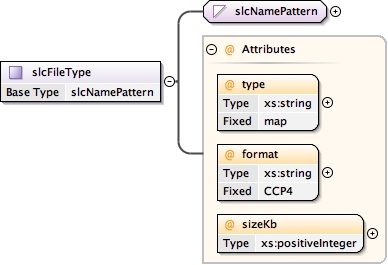 slcNamePattern
slcFileType
Base Type slcNamePattern
@ Attributes
@ type
Type xs:string
Fixed map
@ format
Type xs:string
Fixed CCP4
@ sizeKb
Type xs:positiveInteger